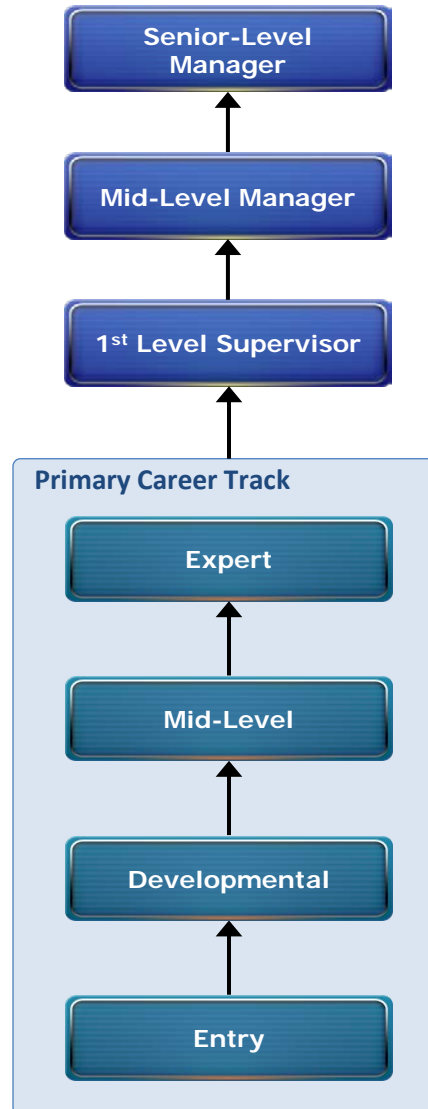 Senior-Level
Manager
Mid-Level Manager
1st Level Supervisor
Primary Career Track
Expert
Mid-Level
Developmental
Entry